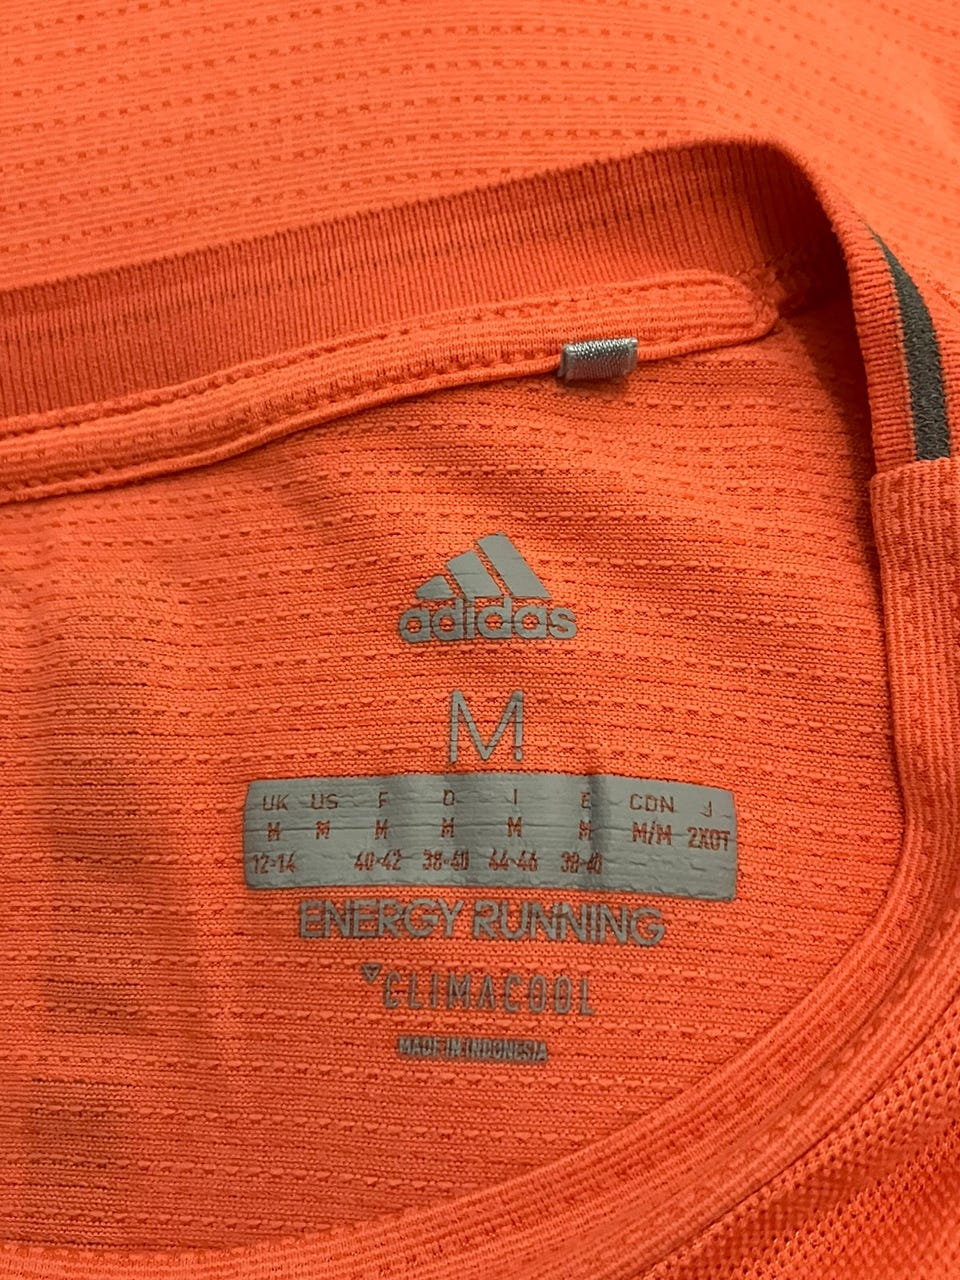 adidas
M
UK US F D I E CDN J
M M M M M M M/M 2XOT
12-14 40-42 38-40 44-46 38-40
ENERGY RUNNING
CLIMACOOL
MADE IN INDONESIA